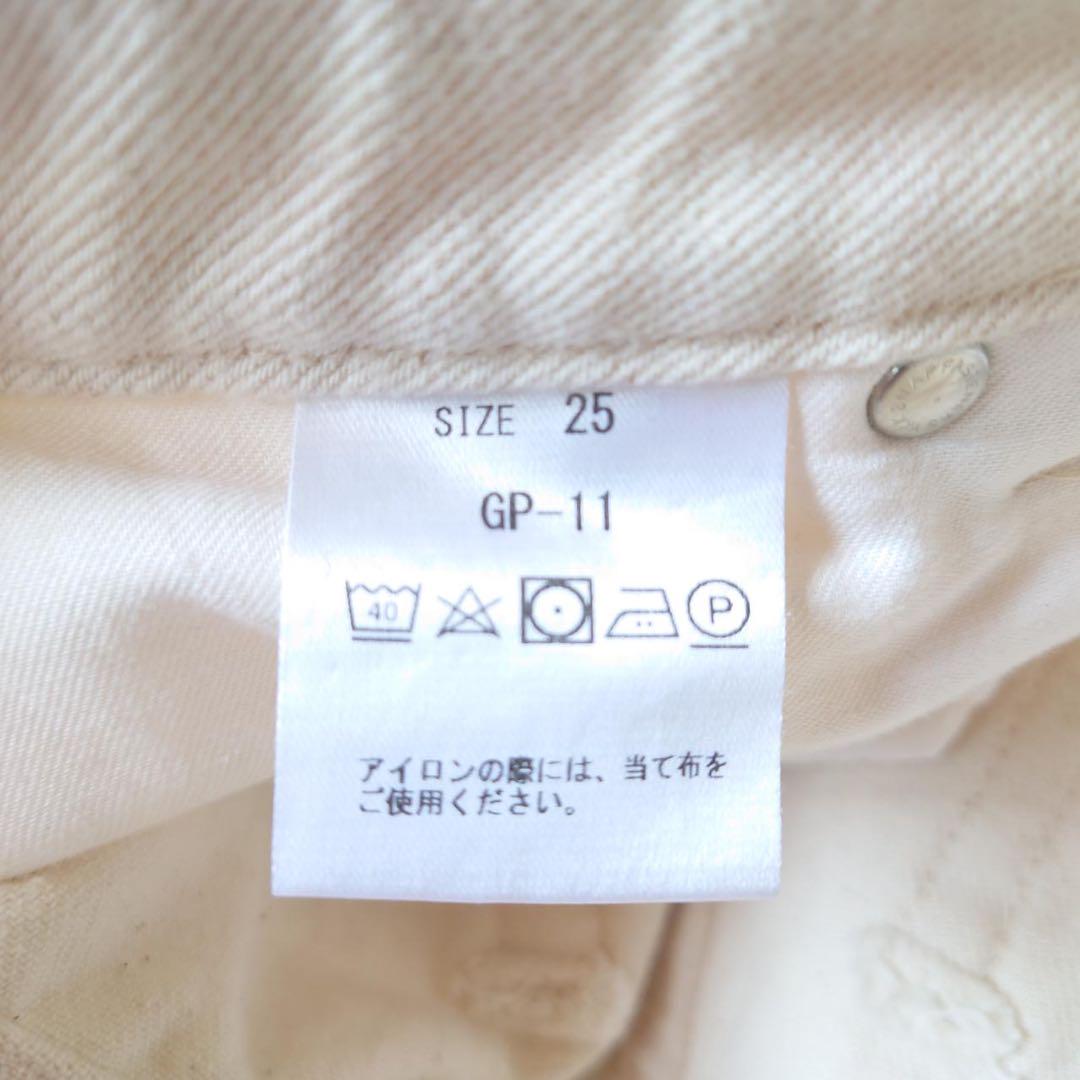 SIZE 25
GP-11
40
P
アイロンの際には、当て布を
ご使用ください。